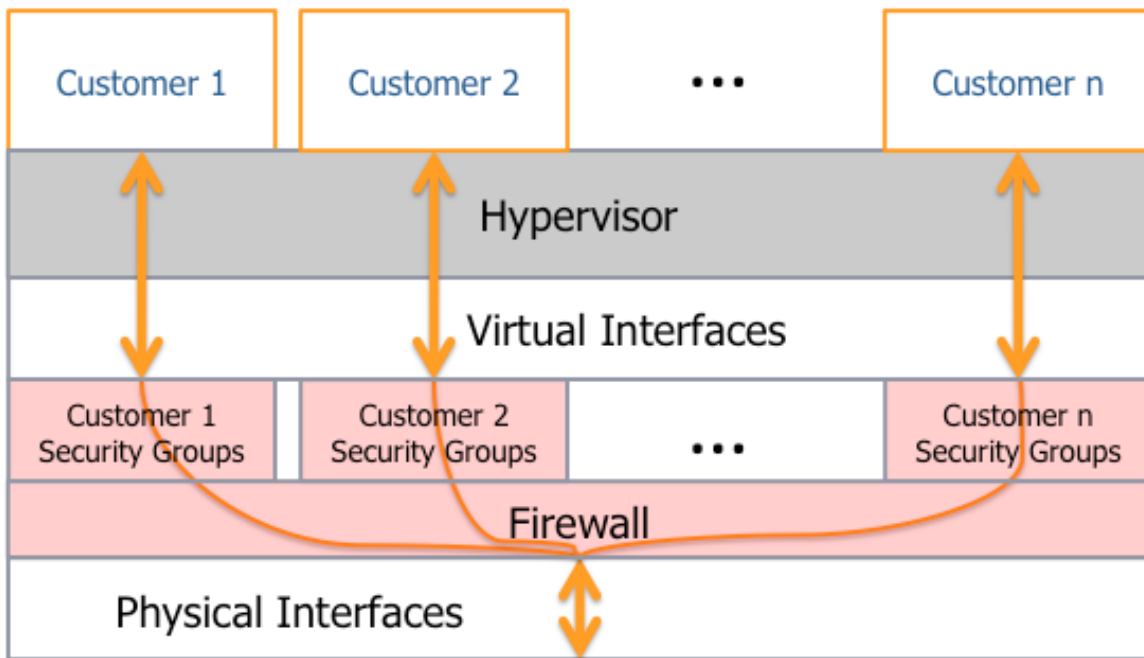 Customer 1
Customer 2
...
Customer n
Hypervisor
Virtual Interfaces
Customer 1
Security Groups
Customer 2
Security Groups
...
Customer n
Security Groups
Firewall
Physical Interfaces